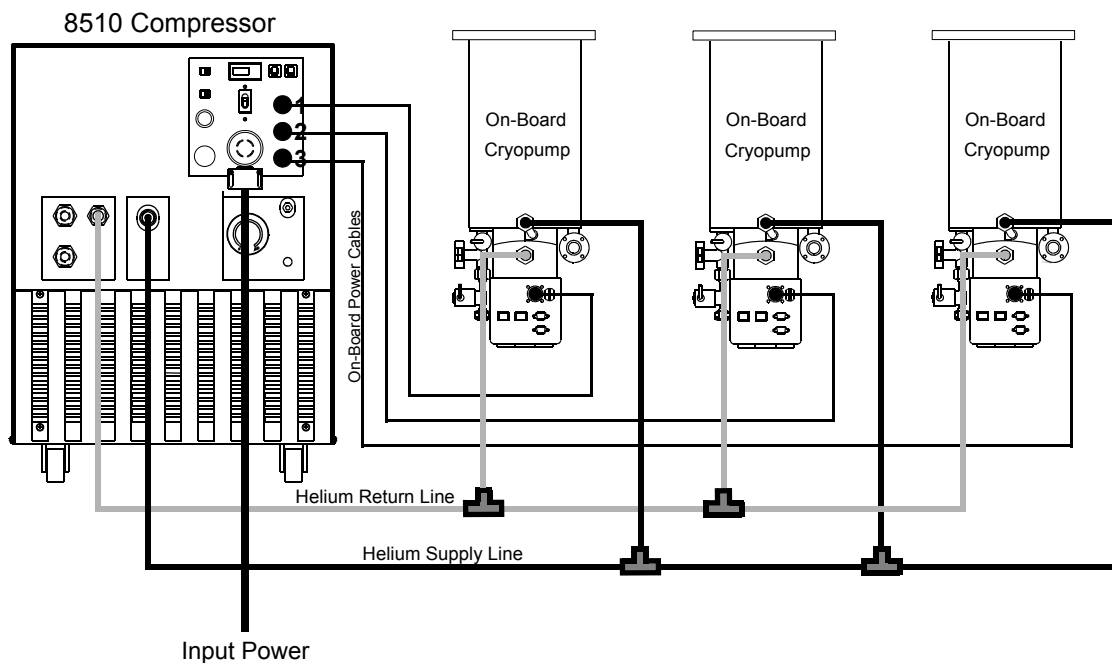 8510 Compressor
1
2
3
On-Board
Cryopump
On-Board
Cryopump
On-Board
Cryopump
On-Board Power Cables
Helium Return Line
Helium Supply Line
Input Power